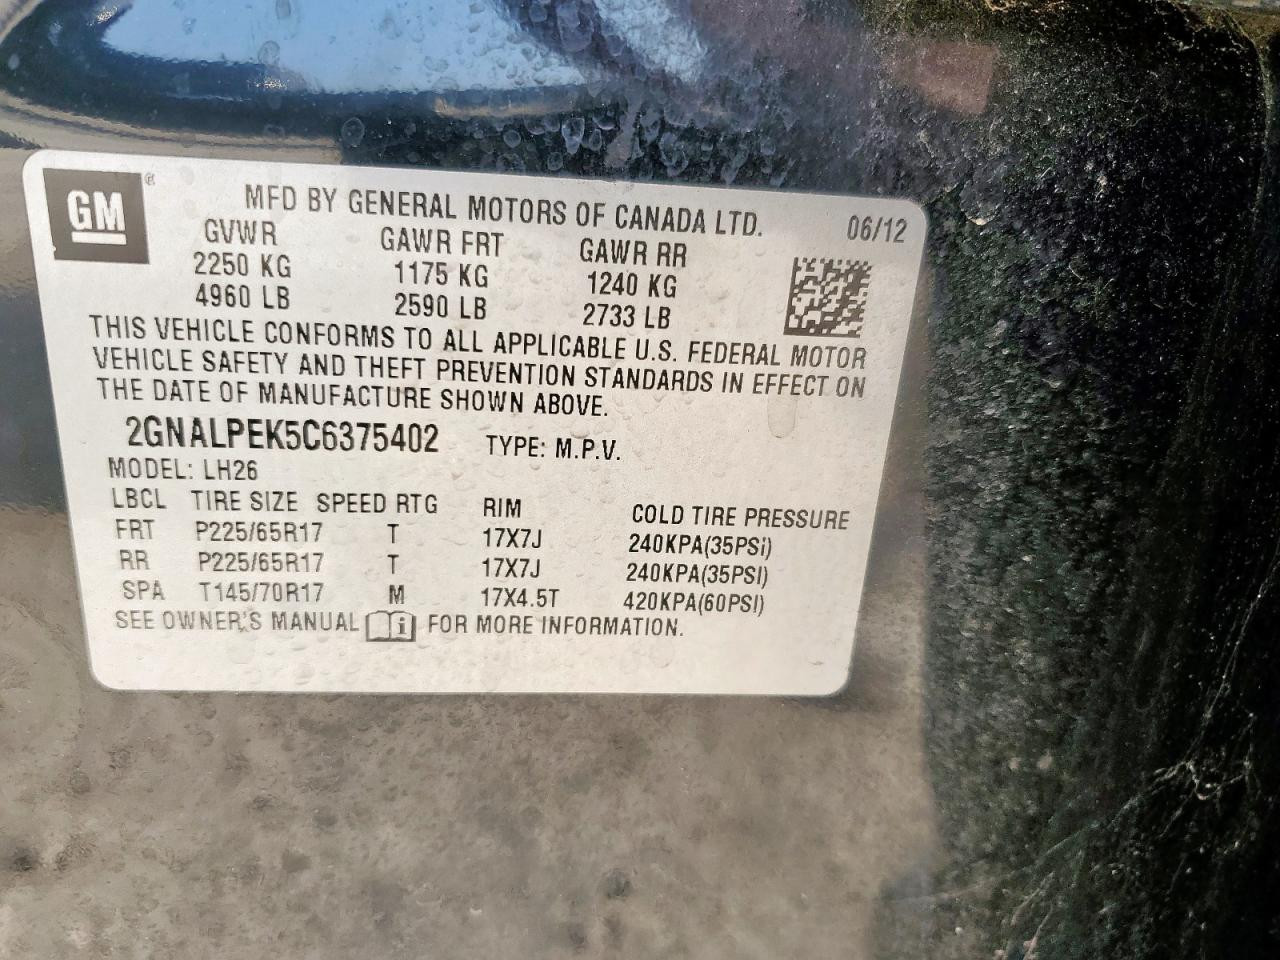 GM®
MFD BY GENERAL MOTORS OF CANADA LTD. 06/12
GVWR GAWR FRT GAWR RR
2250 KG 1175 KG 1240 KG
4960 LB 2590 LB 2733 LB
THIS VEHICLE CONFORMS TO ALL APPLICABLE U.S. FEDERAL MOTOR
VEHICLE SAFETY AND THEFT PREVENTION STANDARDS IN EFFECT ON
THE DATE OF MANUFACTURE SHOWN ABOVE.
2GNALPEK5C6375402 TYPE: M.P.V.
MODEL: LH26
LBCL TIRE SIZE SPEED RTG RIM COLD TIRE PRESSURE
FRT P225/65R17 T 17X7J 240KPA(35PSi)
RR P225/65R17 T 17X7J 240KPA(35PSI)
SPA T145/70R17 M 17X4.5T 420KPA(60PSI)
SEE OWNER'S MANUAL i FOR MORE INFORMATION.